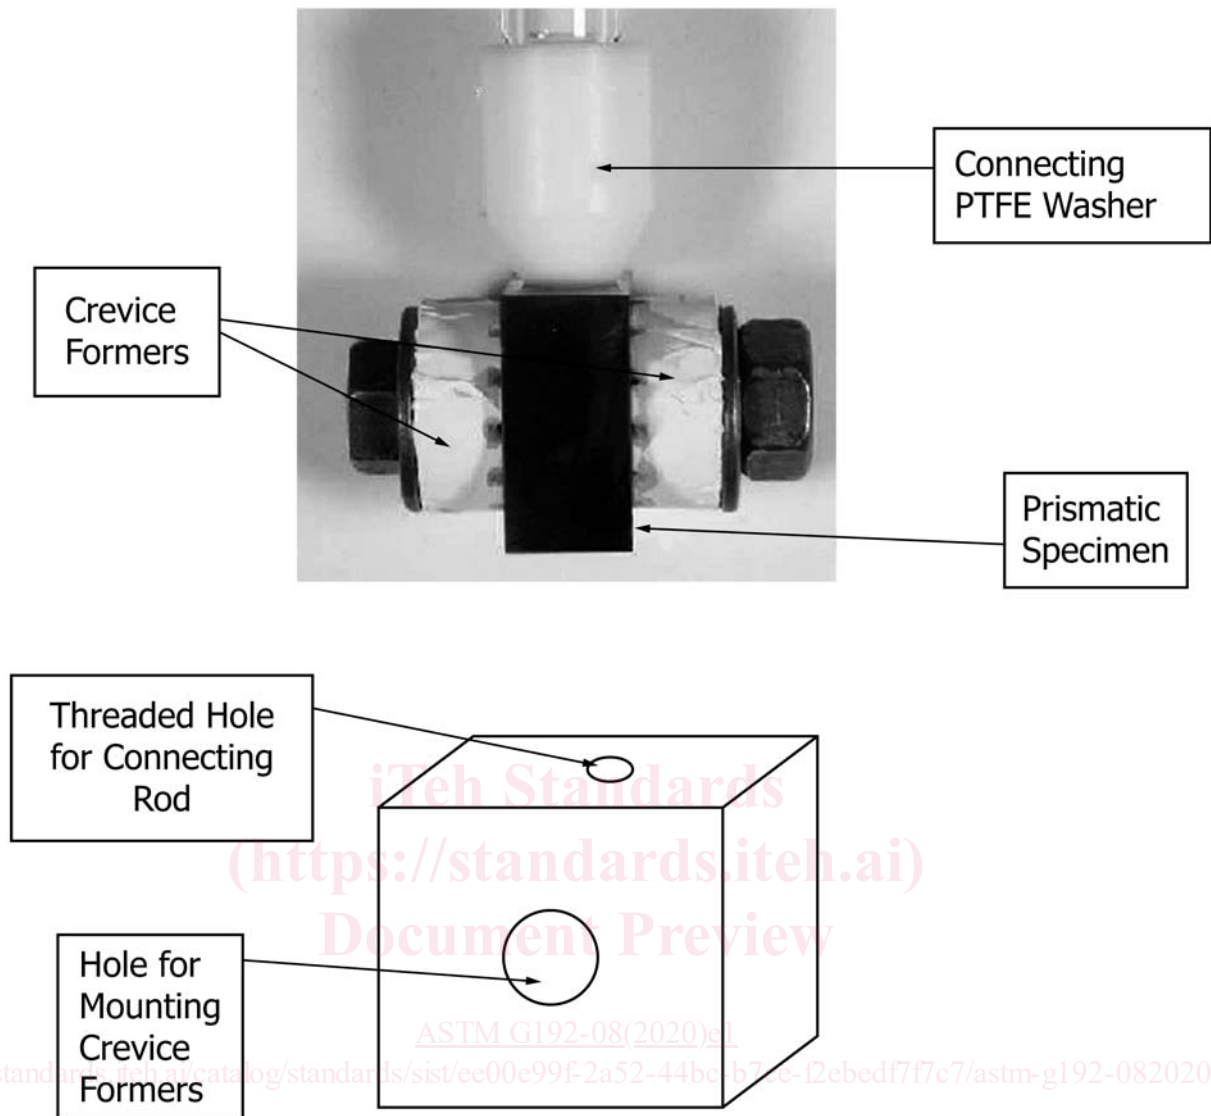 Connecting
PTFE Washer
Crevice
Formers
Prismatic
Specimen
Threaded Hole
for Connecting
Rod
iTeh Standards
(https://standards.iteh.ai)
Document Preview
Hole for
Mounting
Crevice
Formers
ASTM G192-08(2020)e1
standards.iteh.ai/catalog/standards/sist/ee00e99f-2a52-44bc-b7ee-f2ebedf7f7c7/astm-g192-082020